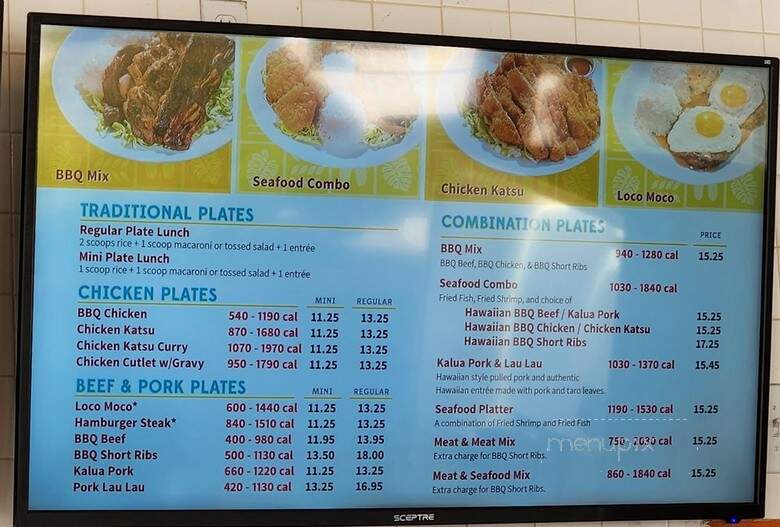 BBQ Mix
Seafood Combo
Chicken Katsu
Loco Moco
TRADITIONAL PLATES
Regular Plate Lunch
2 scoops rice + 1 scoop macaroni or tossed salad + 1 entrée
Mini Plate Lunch
1 scoop rice + 1 scoop macaroni or tossed salad + 1 entrée
CHICKEN PLATES MINI REGULAR
BBQ Chicken 540 - 1190 cal 11.25 13.25
Chicken Katsu 870 - 1680 cal 11.25 13.25
Chicken Katsu Curry 1070 - 1970 cal 11.25 13.25
Chicken Cutlet w/Gravy 950 - 1790 cal 11.25 13.25
BEEF & PORK PLATES MINI REGULAR
Loco Moco* 600 - 1440 cal 11.25 13.25
Hamburger Steak* 840 - 1510 cal 11.25 13.25
BBQ Beef 400 - 980 cal 11.95 13.95
BBQ Short Ribs 500 - 1130 cal 13.50 18.00
Kalua Pork 660 - 1220 cal 11.25 13.25
Pork Lau Lau 420 - 1130 cal 13.25 16.95
COMBINATION PLATES PRICE
BBQ Mix 940 - 1280 cal 15.25
BBQ Beef, BBQ Chicken, & BBQ Short Ribs
Seafood Combo 1030 - 1840 cal
Fried Fish, Fried Shrimp, and choice of
Hawaiian BBQ Beef / Kalua Pork 15.25
Hawaiian BBQ Chicken / Chicken Katsu 15.25
Hawaiian BBQ Short Ribs 17.25
Kalua Pork & Lau Lau 1030 - 1370 cal 15.45
Hawaiian style pulled pork and authentic
Hawaiian entrée made with pork and taro leaves.
Seafood Platter 1190 - 1530 cal 15.25
A combination of Fried Shrimp and Fried Fish
Meat & Meat Mix 750 - 2030 cal 15.25
Extra charge for BBQ Short Ribs.
Meat & Seafood Mix 860 - 1840 cal 15.25
Extra charge for BBQ Short Ribs.
menupix
SCEPTRE